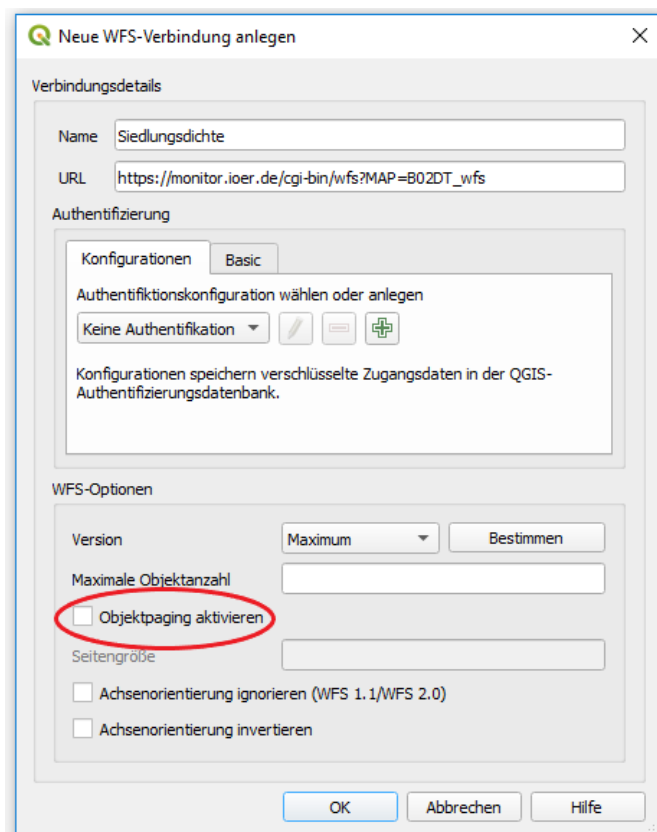 Neue WFS-Verbindung anlegen
Verbindungsdetails
Name Siedlungsdichte
URL https://monitor.ioer.de/cgi-bin/wfs?MAP=B02DT_wfs
Authentifizierung
Konfigurationen Basic
Authentifiktionskonfiguration wählen oder anlegen
Keine Authentifikation
Konfigurationen speichern verschlüsselte Zugangsdaten in der QGIS-
Authentifizierungsdatenbank.
WFS-Optionen
Version Maximum Bestimmen
Maximale Objektanzahl
Objektpaging aktivieren
Seitengröße
Achsenorientierung ignorieren (WFS 1.1/WFS 2.0)
Achsenorientierung invertieren
OK Abbrechen Hilfe